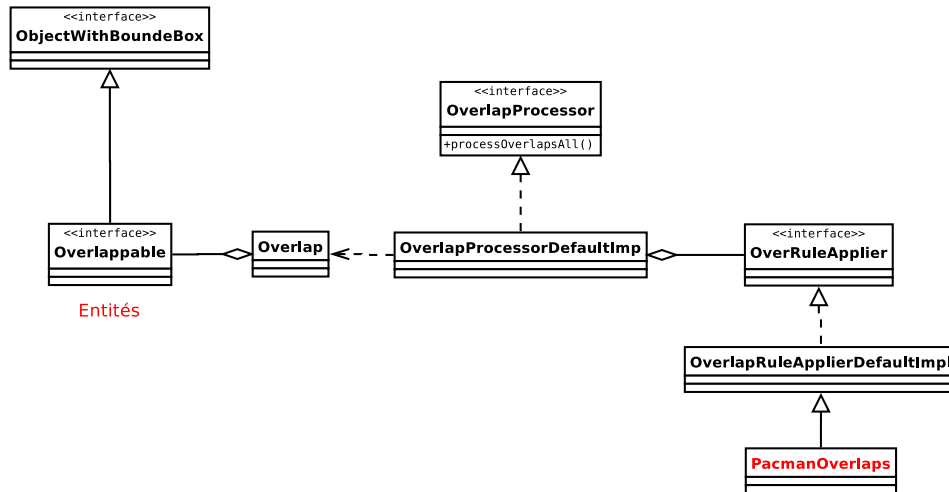 <<interface>>
ObjectWithBoundeBox
<<interface>>
OverlapProcessor
+processOverlapsAll()
<<interface>>
Overlappable
Overlap
OverlapProcessorDefaultImp
<<interface>>
OverRuleApplier
Entités
OverlapRuleApplierDefaultImpl
PacmanOverlaps